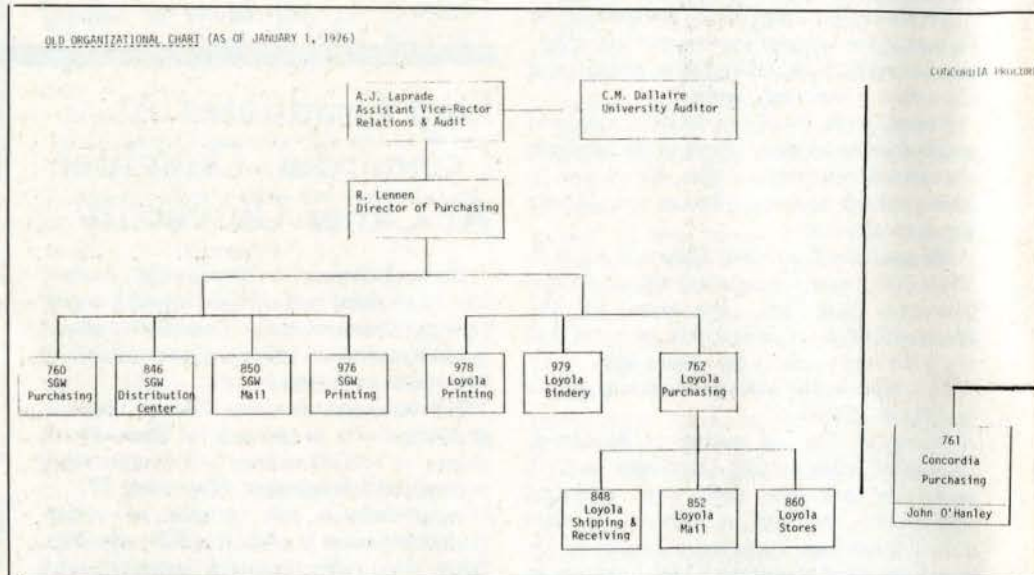 OLD ORGANIZATIONAL CHART (AS OF JANUARY 1, 1976)
CONCORDIA PROCURE
A.J. Laprade
Assistant Vice-Rector
Relations & Audit
C.M. Dallaire
University Auditor
R. Lennen
Director of Purchasing
760
SGW
Purchasing
846
SGW
Distribution
Center
850
SGW
Mail
976
SGW
Printing
978
Loyola
Printing
979
Loyola
Bindery
762
Loyola
Purchasing
848
Loyola
Shipping &
Receiving
852
Loyola
Mail
860
Loyola
Stores
761
Concordia
Purchasing
John O'Hanley